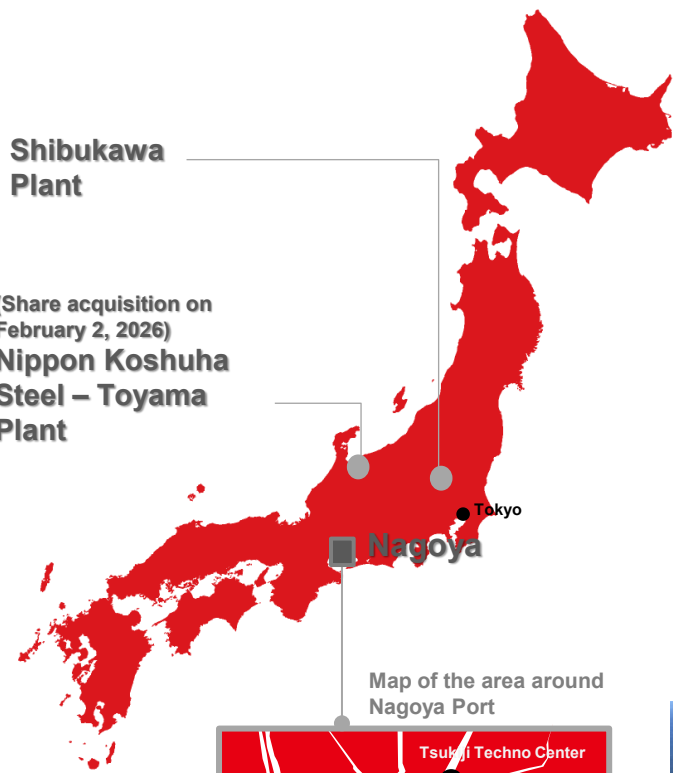 Shibukawa
Plant
(Share acquisition on
February 2, 2026)
Nippon Koshuha
Steel – Toyama
Plant
Tokyo
Nagoya
Map of the area around
Nagoya Port
Tsukiji Techno Center